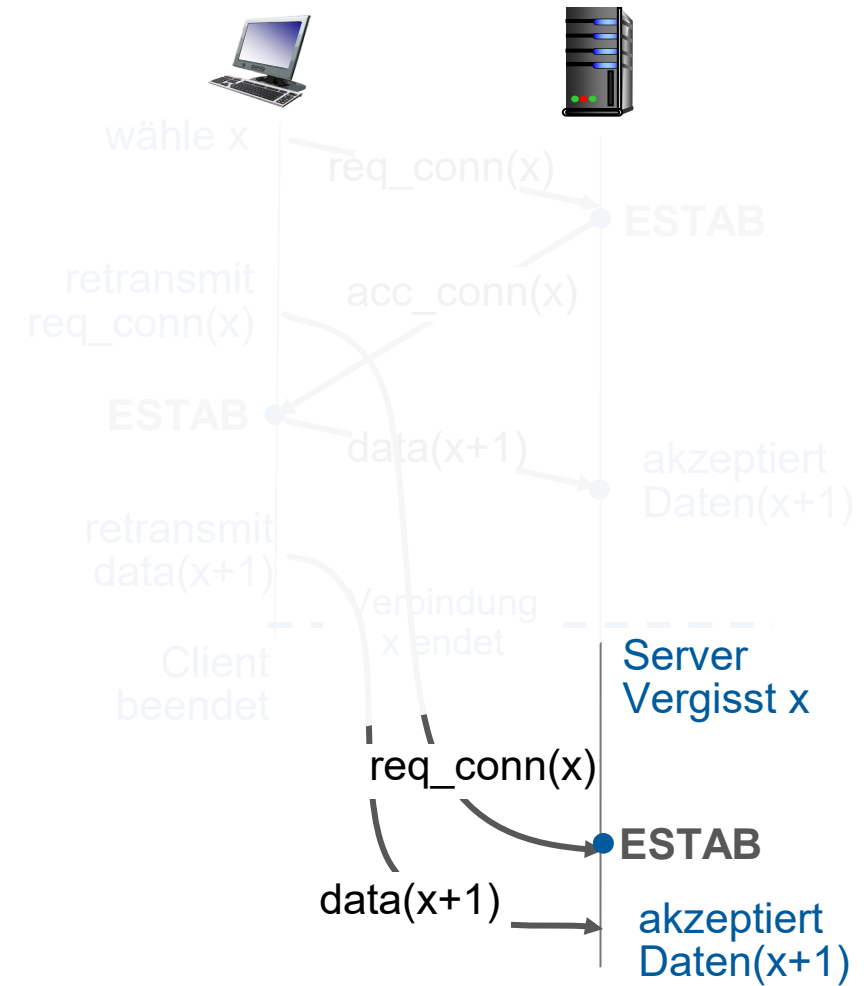 wähle x
req_conn(x)
ESTAB
retransmit
req_conn(x)
acc_conn(x)
ESTAB
data(x+1)
akzeptiert
Daten(x+1)
retransmit
data(x+1)
Verbindung
x endet
Client
beendet
Server
Vergisst x
req_conn(x)
ESTAB
data(x+1)
akzeptiert
Daten(x+1)